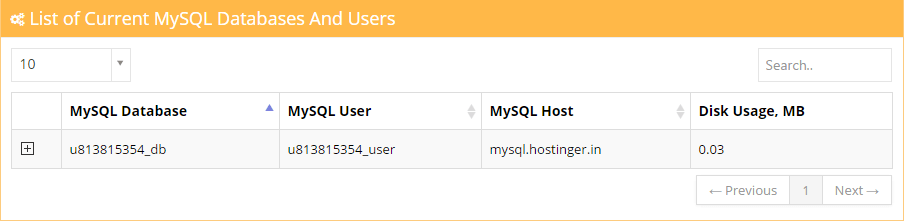 List of Current MySQL Databases And Users
10
Search..
MySQL Database MySQL User MySQL Host Disk Usage, MB
u813815354_db u813815354_user mysql.hostinger.in 0.03
← Previous 1 Next →